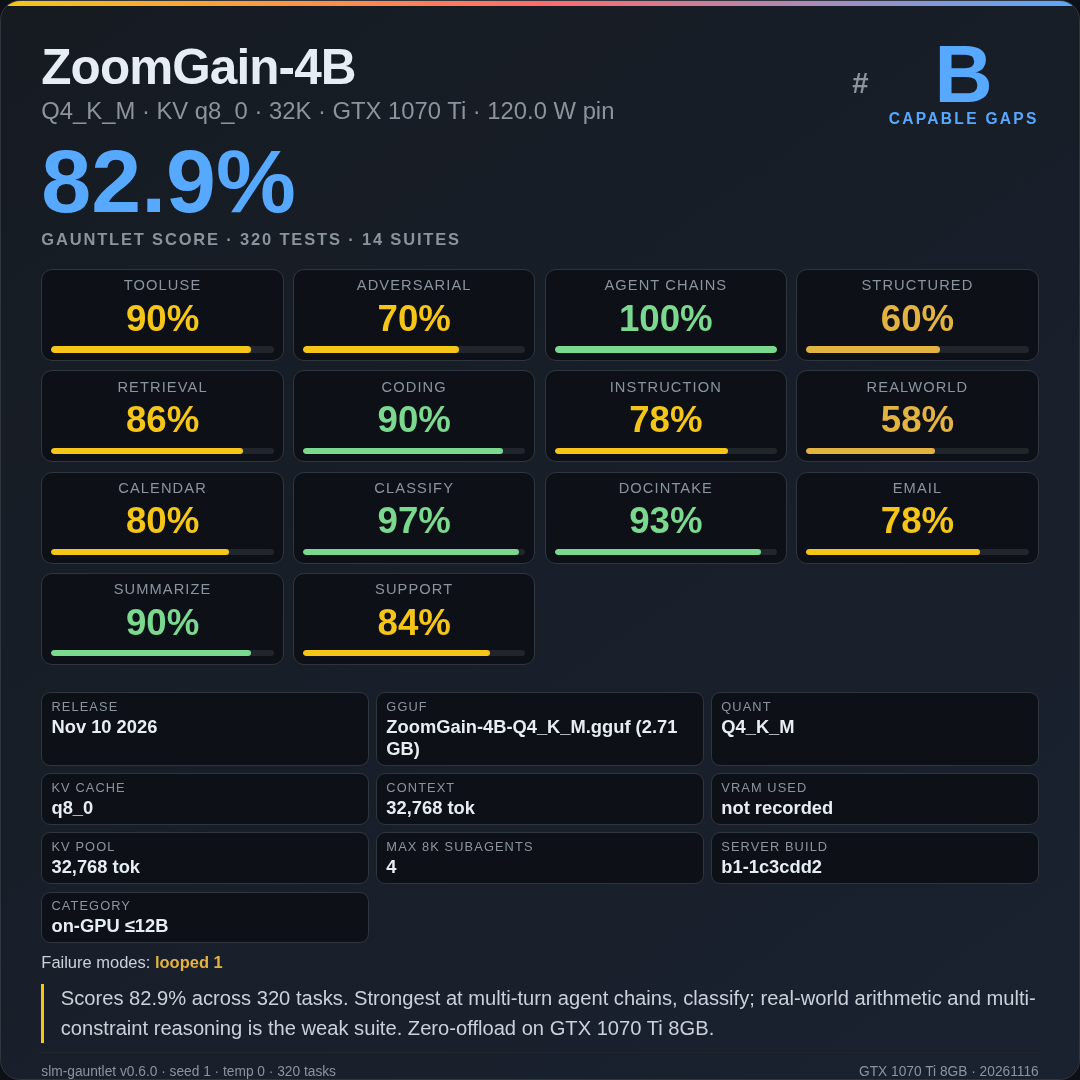 ZoomGain-4B
Q4_K_M · KV q8_0 · 32K · GTX 1070 Ti · 120.0 W pin
#
B
CAPABLE GAPS
82.9%
GAUNTLET SCORE · 320 TESTS · 14 SUITES
TOOLUSE
90%
ADVERSARIAL
70%
AGENT CHAINS
100%
STRUCTURED
60%
RETRIEVAL
86%
CODING
90%
INSTRUCTION
78%
REALWORLD
58%
CALENDAR
80%
CLASSIFY
97%
DOCINTAKE
93%
EMAIL
78%
SUMMARIZE
90%
SUPPORT
84%
RELEASE
Nov 10 2026
GGUF
ZoomGain-4B-Q4_K_M.gguf (2.71
GB)
QUANT
Q4_K_M
KV CACHE
q8_0
CONTEXT
32,768 tok
VRAM USED
not recorded
KV POOL
32,768 tok
MAX 8K SUBAGENTS
4
SERVER BUILD
b1-1c3cdd2
CATEGORY
on-GPU ≤12B
Failure modes: looped 1
Scores 82.9% across 320 tasks. Strongest at multi-turn agent chains, classify; real-world arithmetic and multi-
constraint reasoning is the weak suite. Zero-offload on GTX 1070 Ti 8GB.
slm-gauntlet v0.6.0 · seed 1 · temp 0 · 320 tasks
GTX 1070 Ti 8GB · 20261116